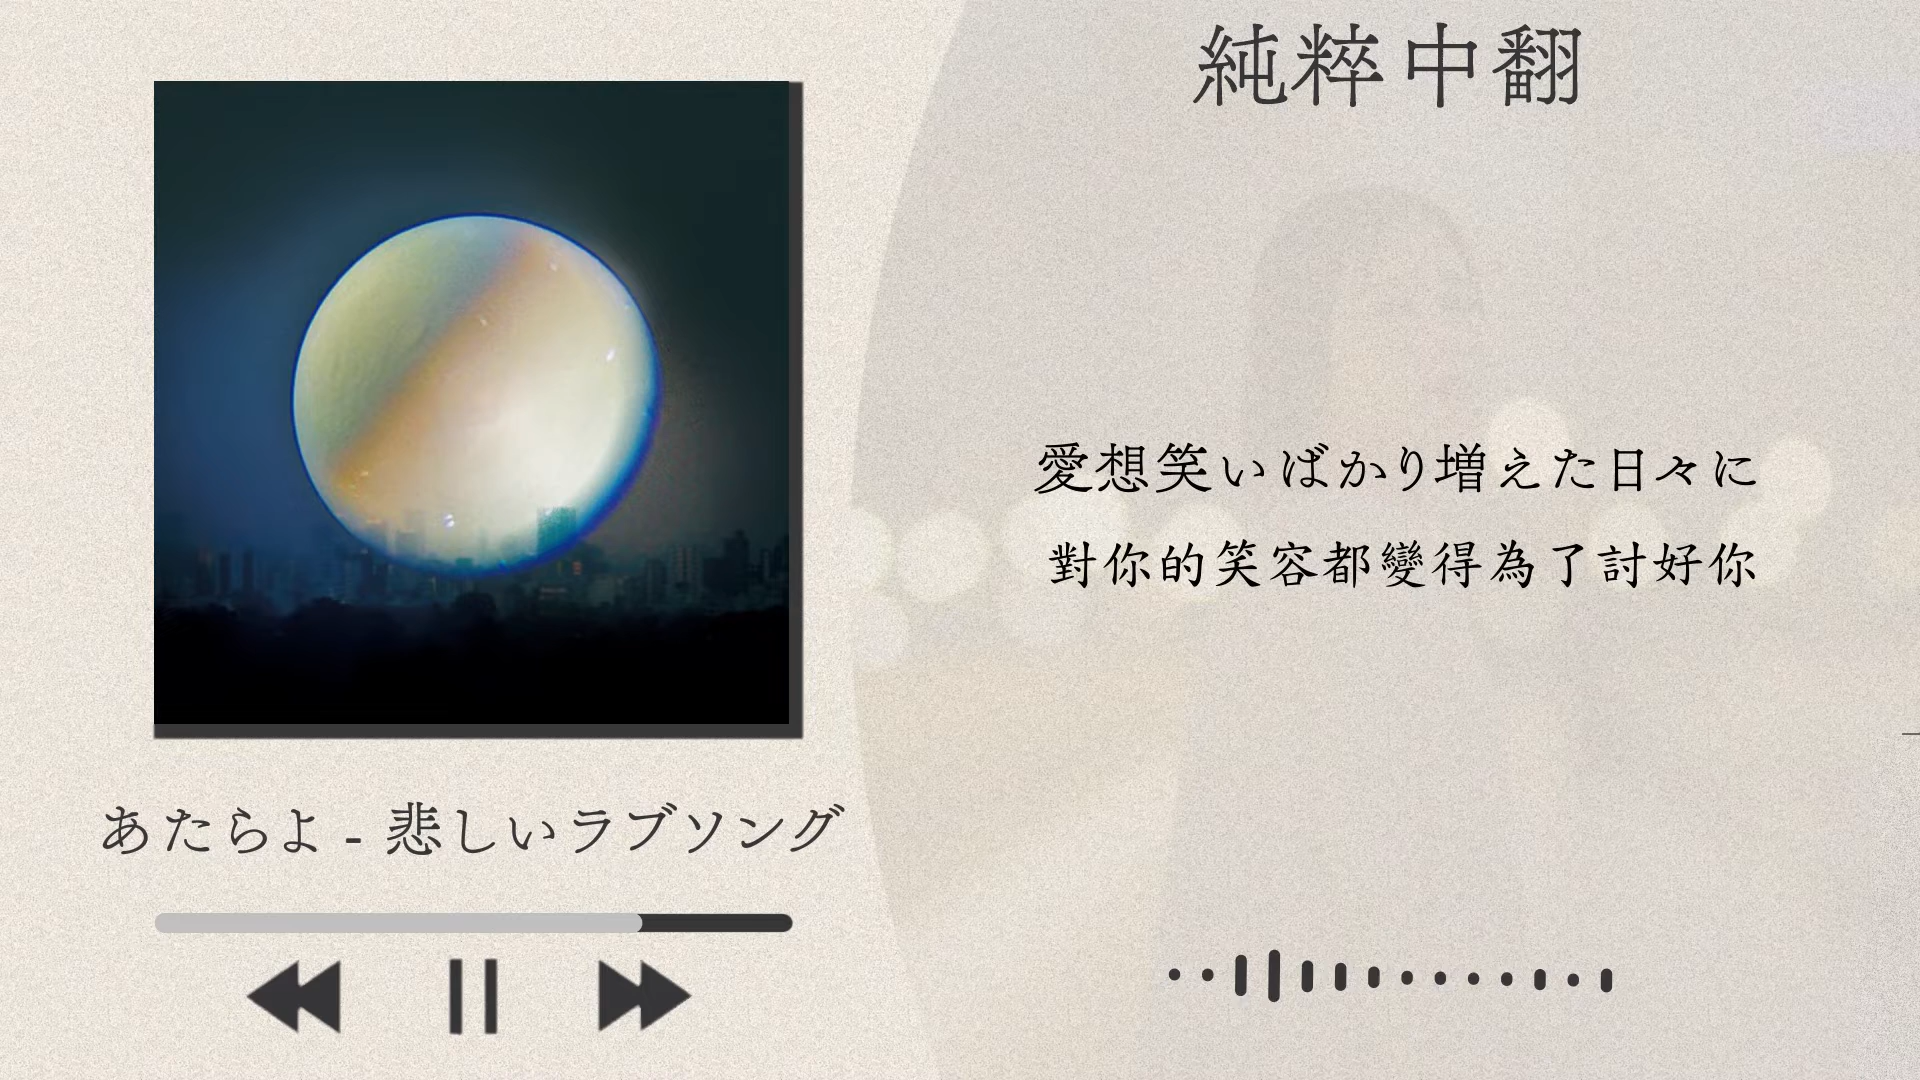 純粹中翻
愛想笑いばかり増えた日々に
對你的笑容都變得為了討好你
あたらよ - 悲しいラブソング